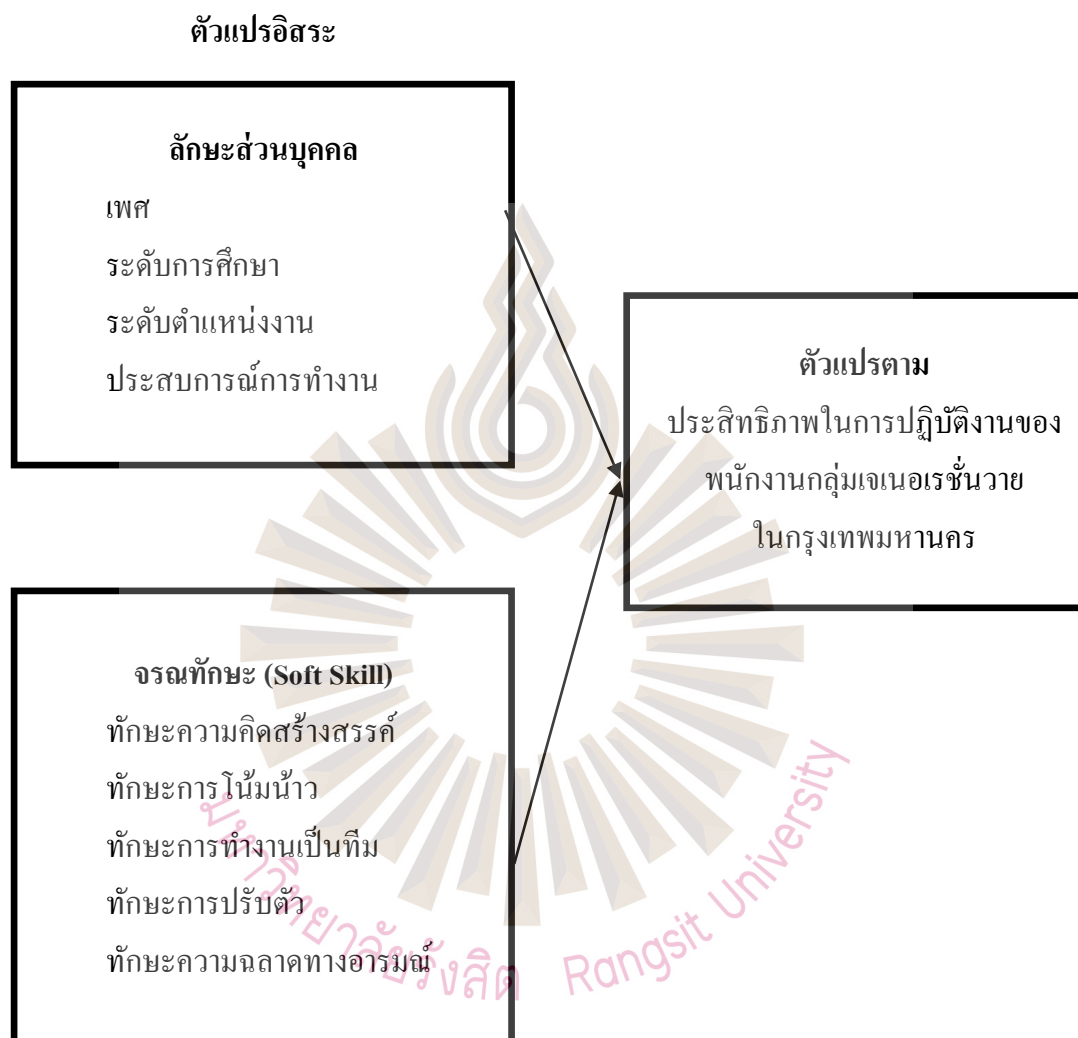 ตัวแปรอิสระ
ลักษะส่วนบุคคล
เพศ
ระดับการศึกษา
ระดับตำแหน่งงาน
ประสบการณ์การทำงาน
ตัวแปรตาม
ประสิทธิภาพในการปฏิบัติงานของ
พนักงานกลุ่มเจเนอเรชั่นวาย
ในกรุงเทพมหานคร
จรณทักษะ (Soft Skill)
ทักษะความคิดสร้างสรรค์
ทักษะการโน้มน้าว
ทักษะการทำงานเป็นทีม
ทักษะการปรับตัว
ทักษะความฉลาดทางอารมณ์
มหาวิทยาลัยรังสิต Rangsit University